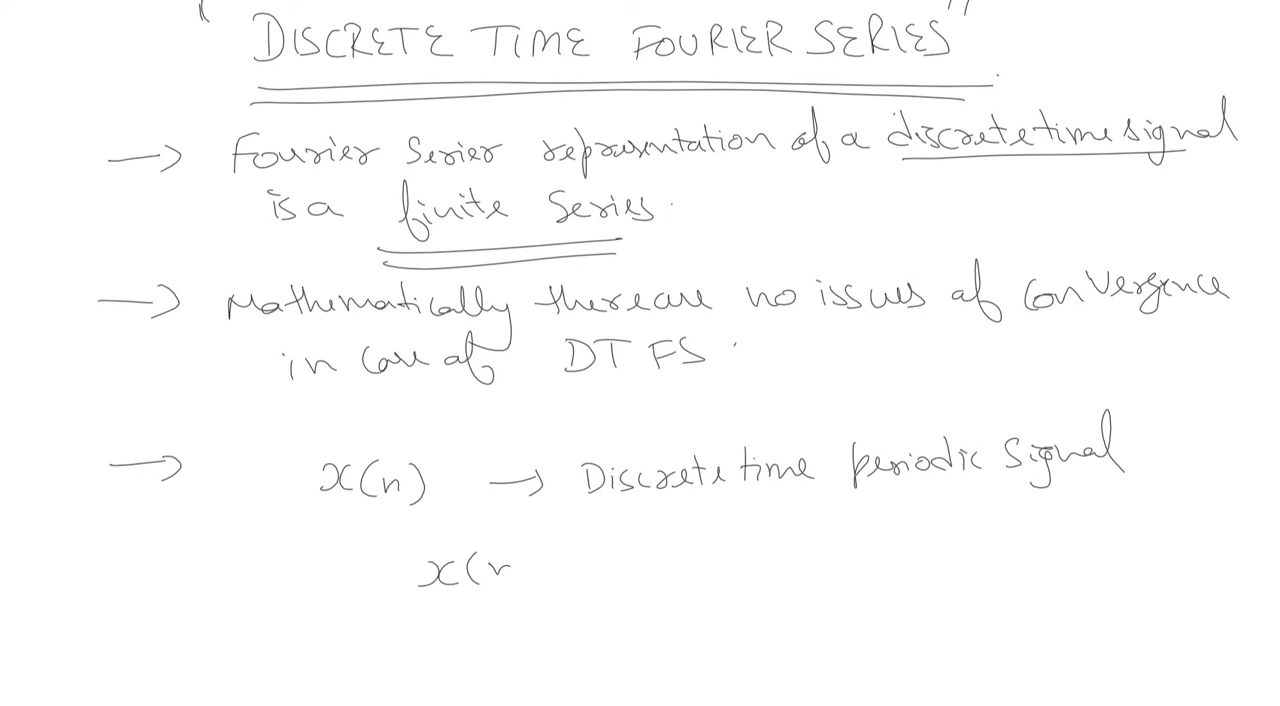 "DISCRETE TIME FOURIER SERIES"
→ Fourier Series representation of a discrete time signal
is a finite series.
→ Mathematically there are no issues of convergence
in case of DTFS.
→ x(n) → Discrete time periodic signal
x(n